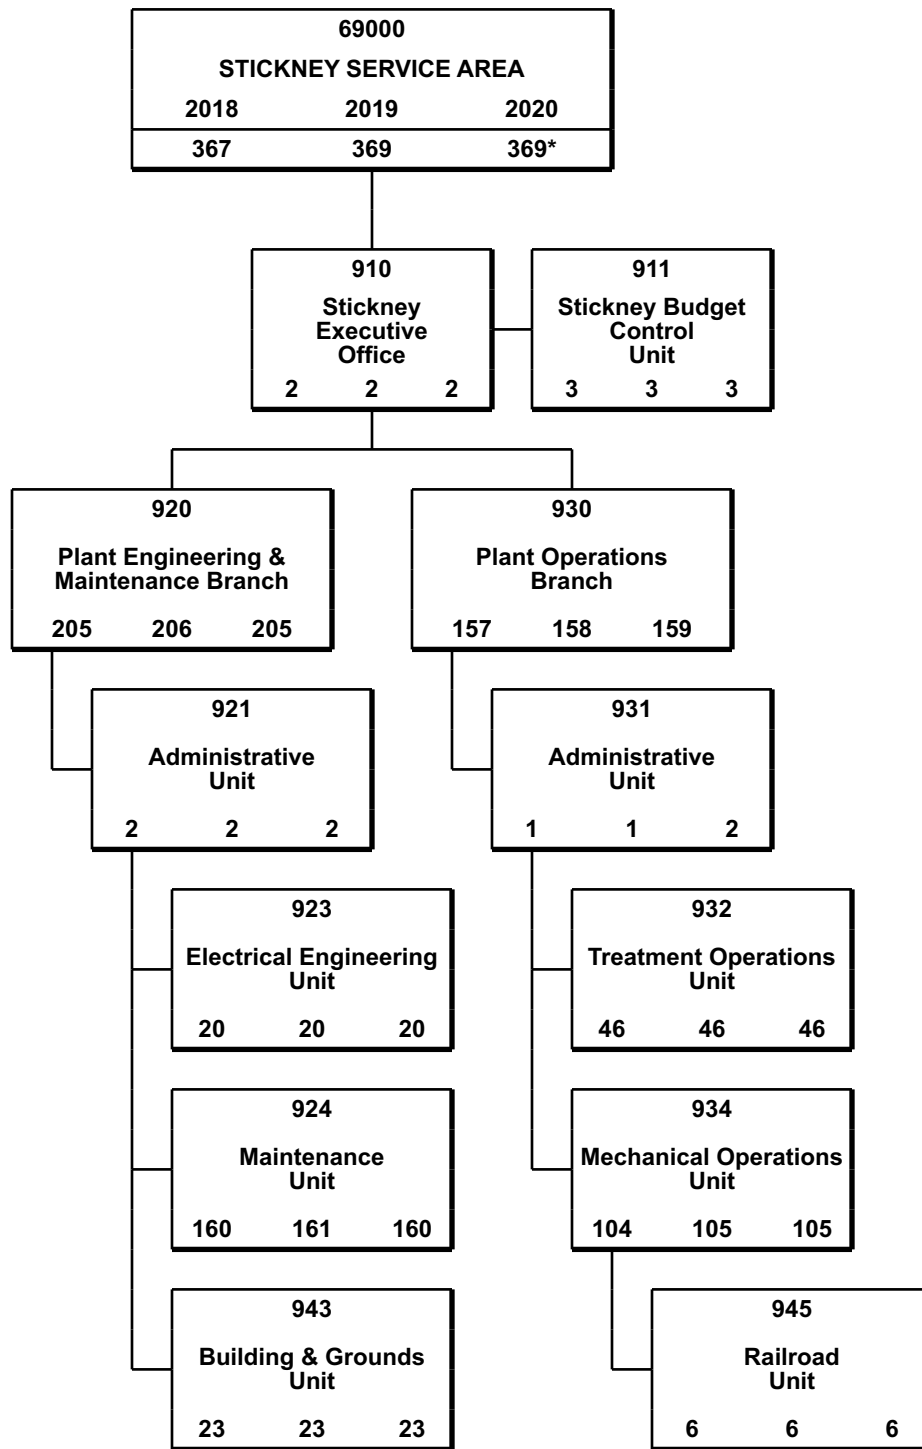 69000
STICKNEY SERVICE AREA
2018 2019 2020
367 369 369*
910
Stickney
Executive
Office
2 2 2
911
Stickney Budget
Control
Unit
3 3 3
920
Plant Engineering &
Maintenance Branch
205 206 205
930
Plant Operations
Branch
157 158 159
921
Administrative
Unit
2 2 2
931
Administrative
Unit
1 1 2
923
Electrical Engineering
Unit
20 20 20
932
Treatment Operations
Unit
46 46 46
924
Maintenance
Unit
160 161 160
934
Mechanical Operations
Unit
104 105 105
943
Building & Grounds
Unit
23 23 23
945
Railroad
Unit
6 6 6